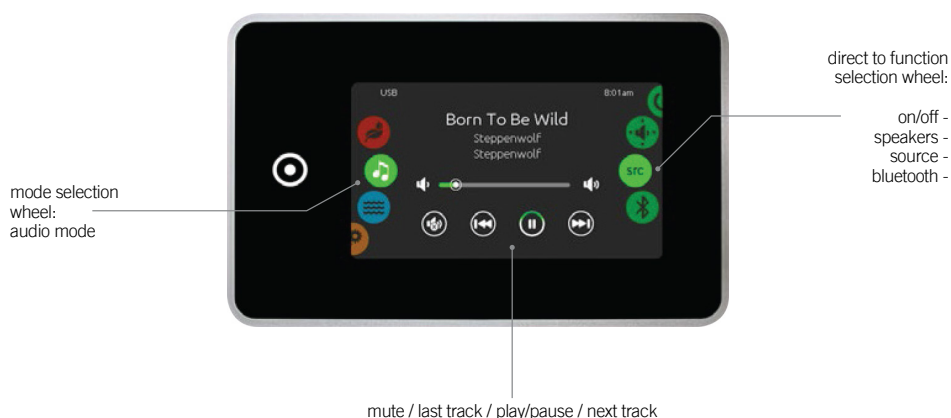 USB
8:01am
Born To Be Wild
Steppenwolf
Steppenwolf
src
mode selection
wheel:
audio mode
direct to function
selection wheel:
on/off -
speakers -
source -
bluetooth -
mute / last track / play/pause / next track